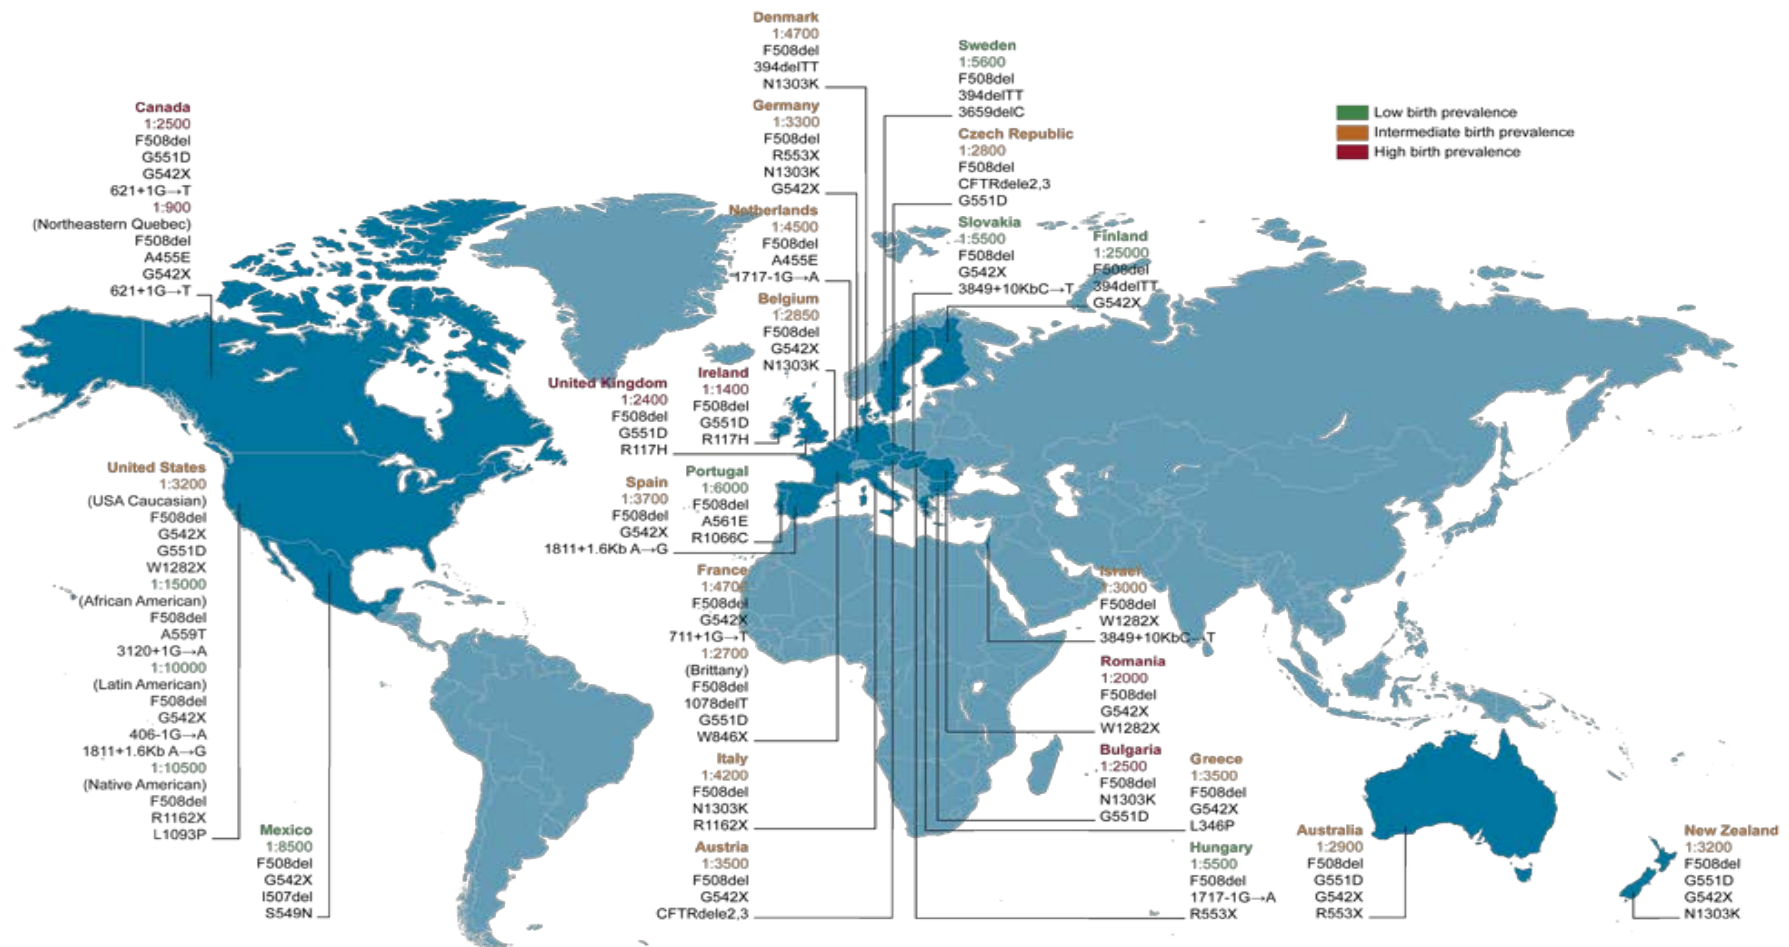 Denmark
1:4700
F508del
394delTT
N1303K
Germany
1:3300
F508del
R553X
N1303K
G542X
Netherlands
1:4500
F508del
A455E
1717-1G→A
Belgium
1:2850
F508del
G542X
N1303K
Sweden
1:5600
F508del
394delTT
3659delC
Czech Republic
1:2800
F508del
CFTRdele2,3
G551D
Slovakia
1:5500
F508del
G542X
3849+10KbC→T
Finland
1:25000
F508del
394delTT
G542X
Low birth prevalence
Intermediate birth prevalence
High birth prevalence
Canada
1:2500
F508del
G551D
G542X
621+1G→T
1:900
(Northeastern Quebec)
F508del
A455E
G542X
621+1G→T
United Kingdom
1:2400
F508del
G551D
R117H
Ireland
1:1400
F508del
G551D
R117H
United States
1:3200
(USA Caucasian)
F508del
G542X
G551D
W1282X
1:15000
(African American)
F508del
A559T
3120+1G→A
1:10000
(Latin American)
F508del
G542X
406-1G→A
1811+1.6Kb A→G
1:10500
(Native American)
F508del
R1162X
L1093P
Mexico
1:8500
F508del
G542X
I507del
S549N
Spain
1:3700
F508del
G542X
1811+1.6Kb A→G
Portugal
1:6000
F508del
A561E
R1066C
France
1:4700
F508del
G542X
711+1G→T
1:2700
(Brittany)
F508del
1078delT
G551D
W846X
Italy
1:4200
F508del
N1303K
R1162X
Austria
1:3500
F508del
G542X
CFTRdele2,3
Israel
1:3000
F508del
W1282X
3849+10KbC→T
Romania
1:2000
F508del
G542X
W1282X
Bulgaria
1:2500
F508del
N1303K
G551D
Greece
1:3500
F508del
G542X
L346P
Hungary
1:5500
F508del
1717-1G→A
R553X
Australia
1:2900
F508del
G551D
G542X
R553X
New Zealand
1:3200
F508del
G551D
G542X
N1303K